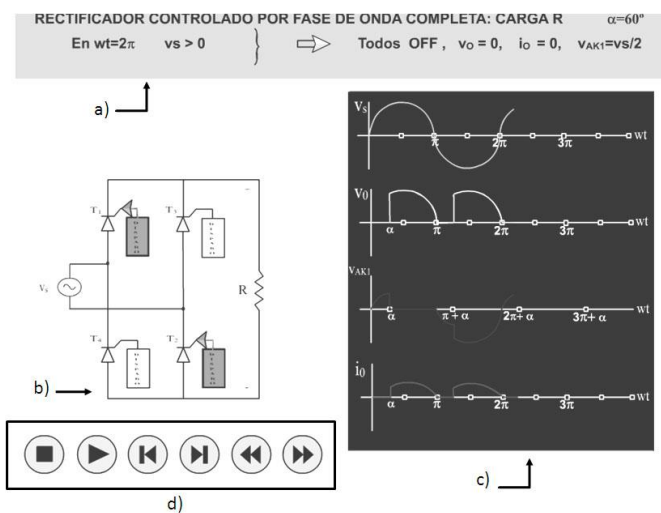 RECTIFICADOR CONTROLADO POR FASE DE ONDA COMPLETA: CARGA R α=60º
En wt=2π vs > 0 Todos OFF , vO = 0, iO = 0, vAK1=vs/2
a)
T1 T3
Vs R
T4 T2
b)
Vs π 2π 3π wt
V0 α π 2π 3π wt
VAK1 α π + α 2π+ α 3π+ α wt
i0 α π 2π 3π wt
c)
d)